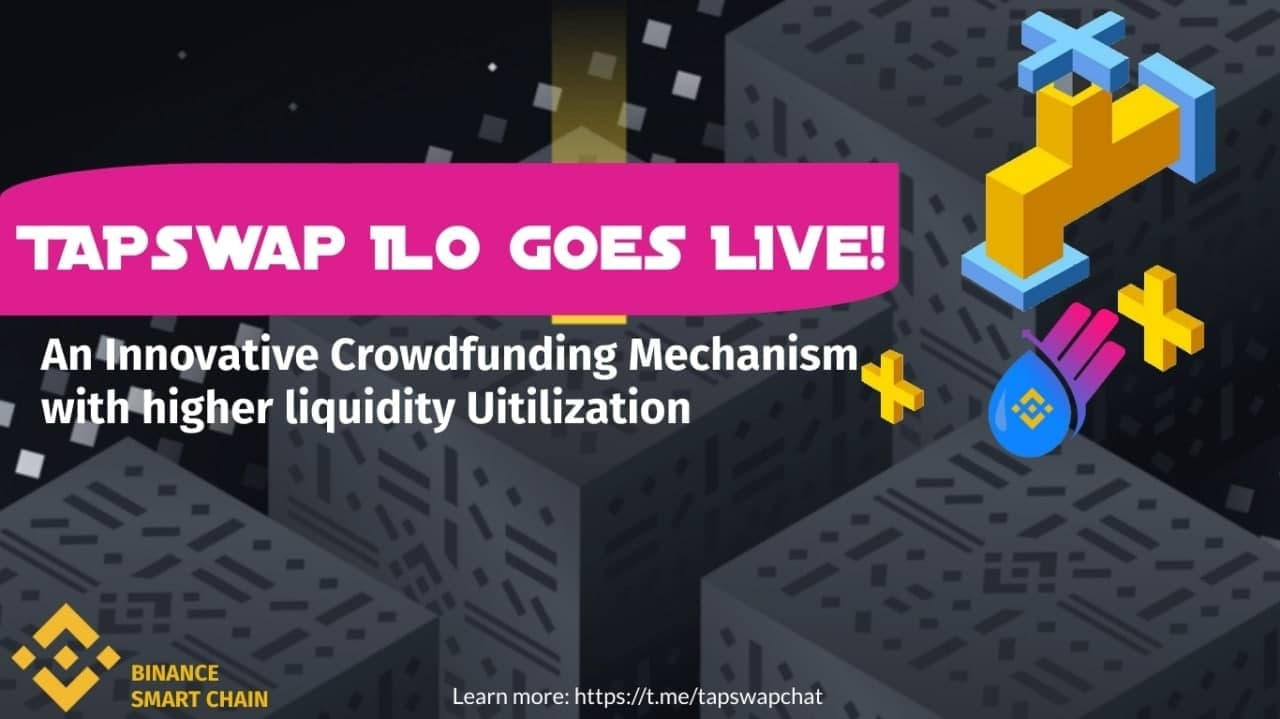 TAPSWAP ILO GOES LIVE!
An Innovative Crowdfunding Mechanism
with higher liquidity Uitilization
BINANCE
SMART CHAIN
Learn more: https://t.me/tapswapchat